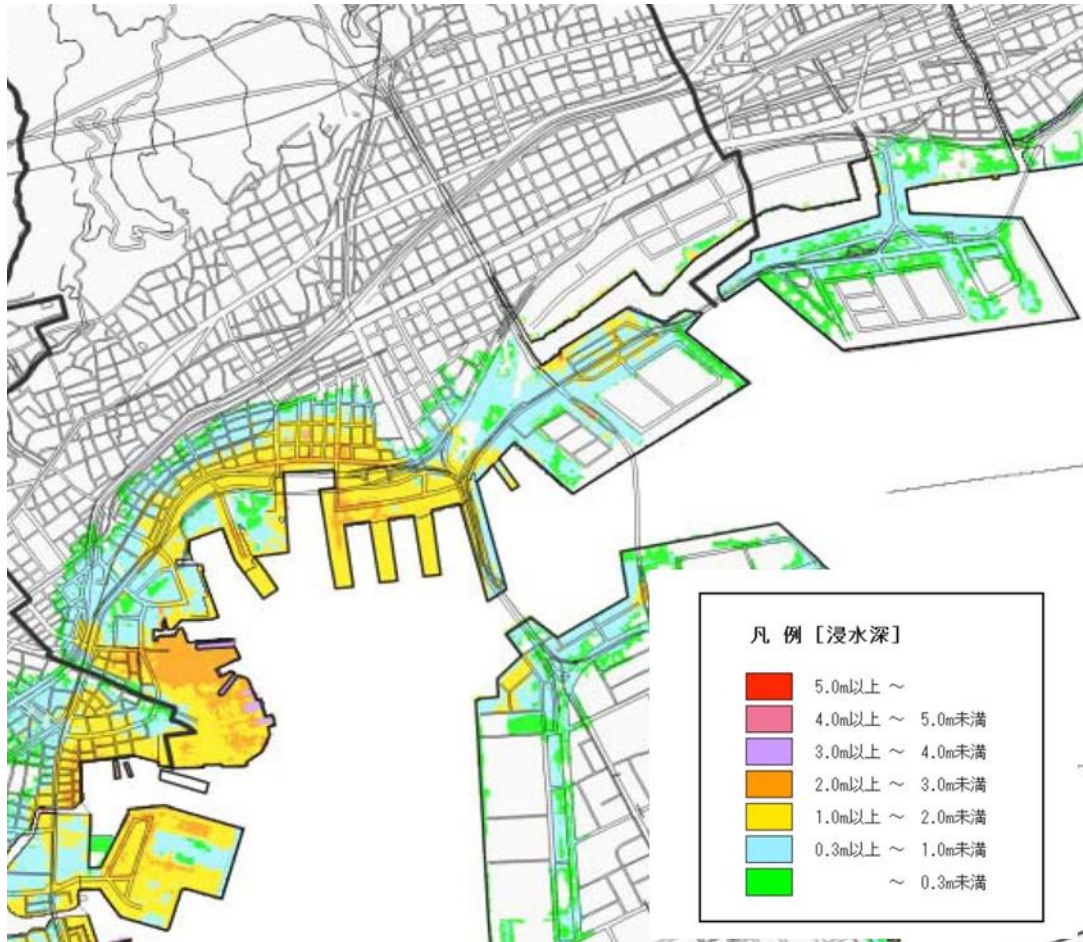 凡 例 [浸水深]
5.0m以上 ～
4.0m以上 ～ 5.0m未満
3.0m以上 ～ 4.0m未満
2.0m以上 ～ 3.0m未満
1.0m以上 ～ 2.0m未満
0.3m以上 ～ 1.0m未満
～ 0.3m未満